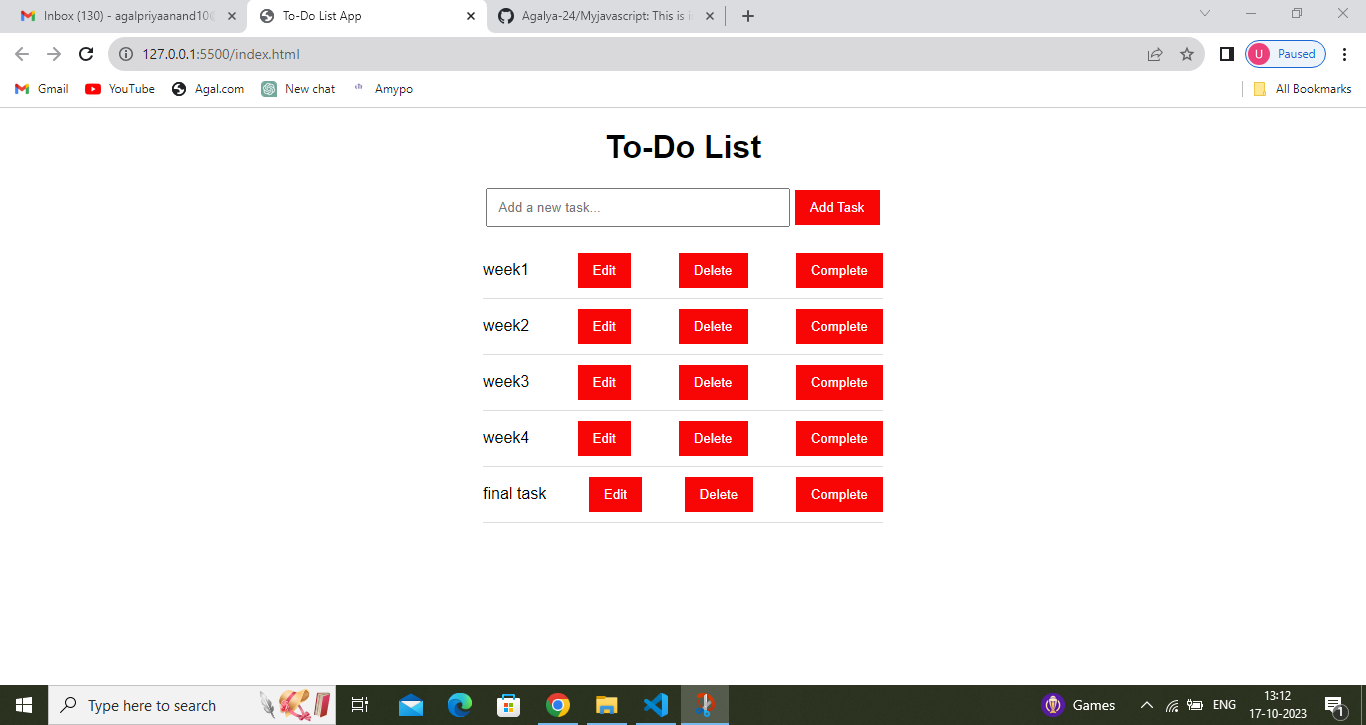 Inbox (130) - agalpriyaanand10@ To-Do List App Agalya-24/Myjavascript: This is i
127.0.0.1:5500/index.html U Paused
Gmail YouTube Agal.com New chat Amypo All Bookmarks
To-Do List
Add a new task... Add Task
week1 Edit Delete Complete
week2 Edit Delete Complete
week3 Edit Delete Complete
week4 Edit Delete Complete
final task Edit Delete Complete
Type here to search Games ENG 13:12
17-10-2023 1